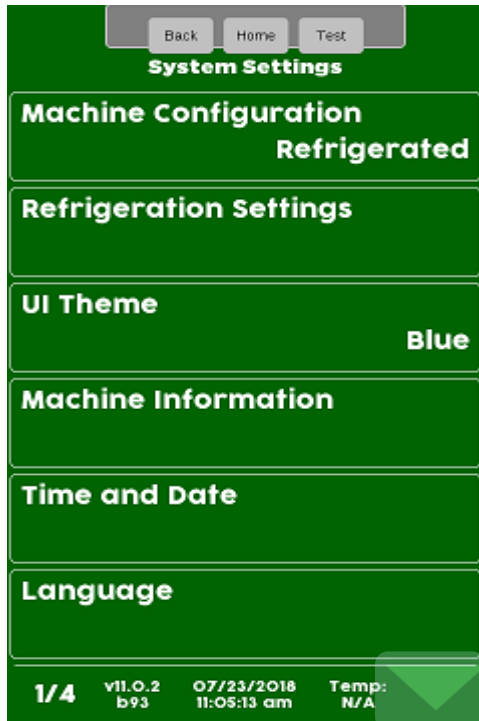 Back Home Test
System Settings
Machine Configuration
Refrigerated
Refrigeration Settings
UI Theme
Blue
Machine Information
Time and Date
Language
1/4 v11.0.2 07/23/2018 Temp:
b93 11:05:13 am N/A